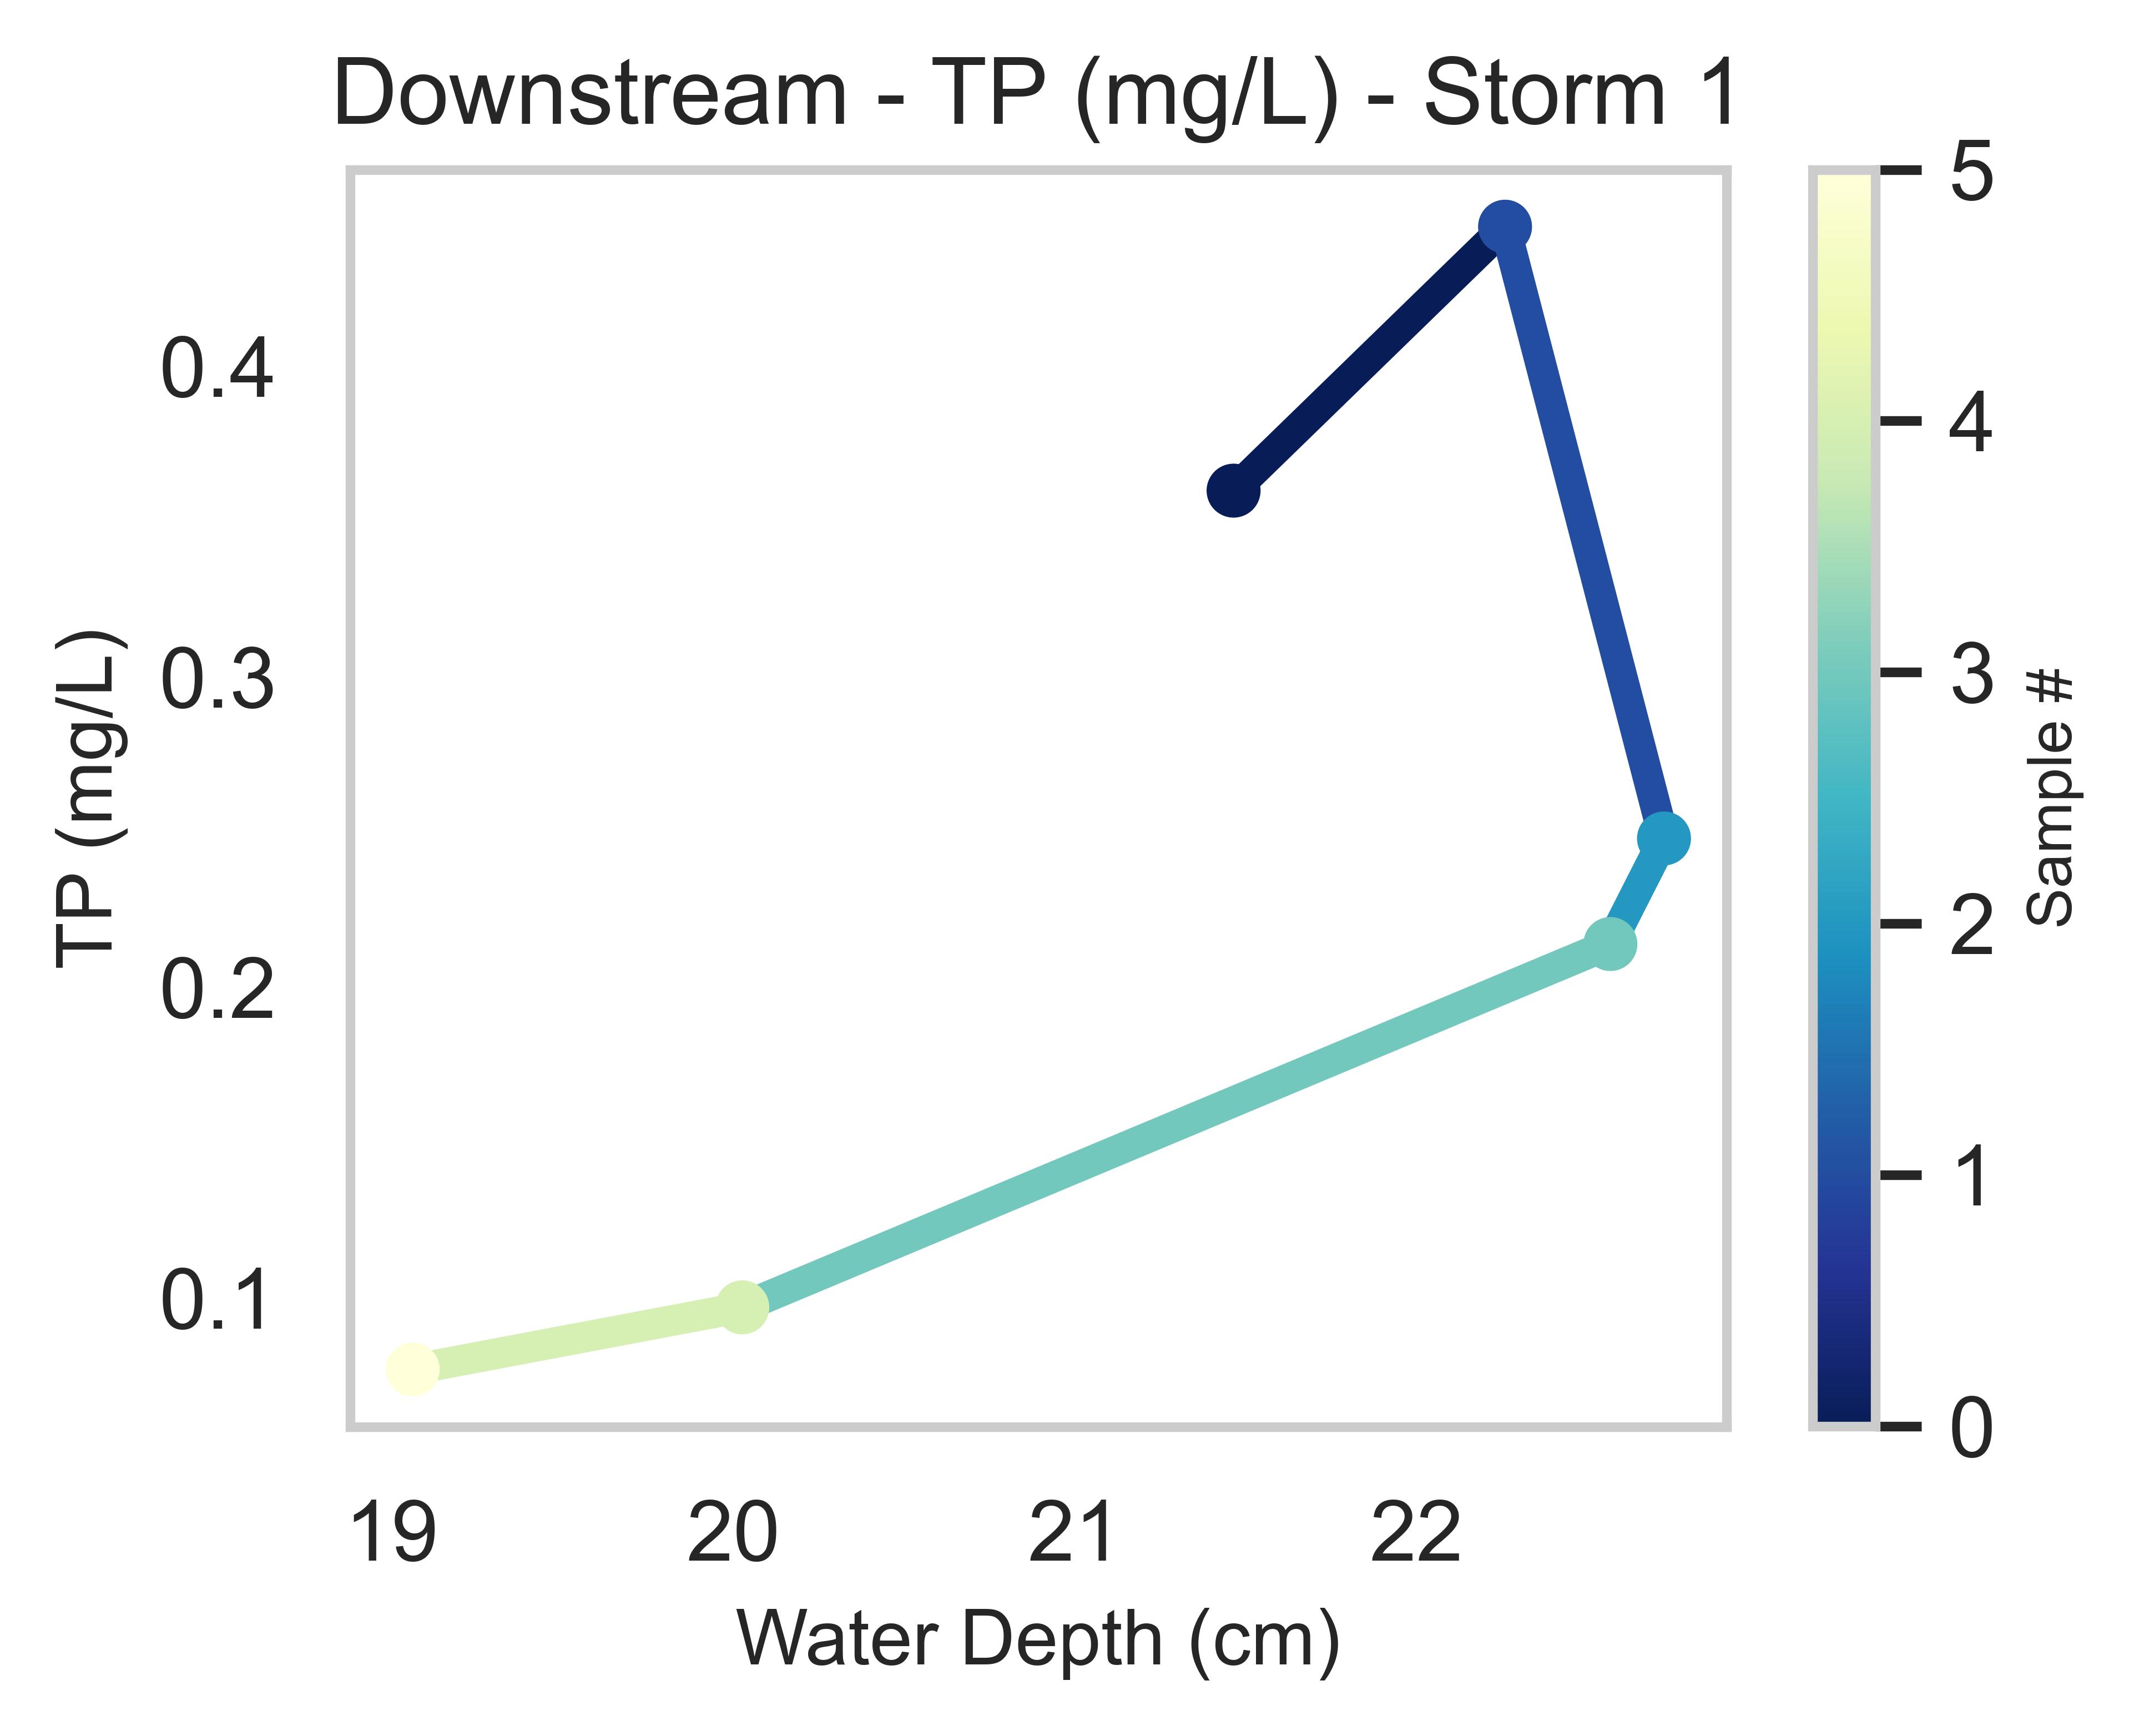 Downstream - TP (mg/L) - Storm 1
TP (mg/L)
0.4
0.3
0.2
0.1
19 20 21 22
Water Depth (cm)
5
4
3
2
1
0
Sample #